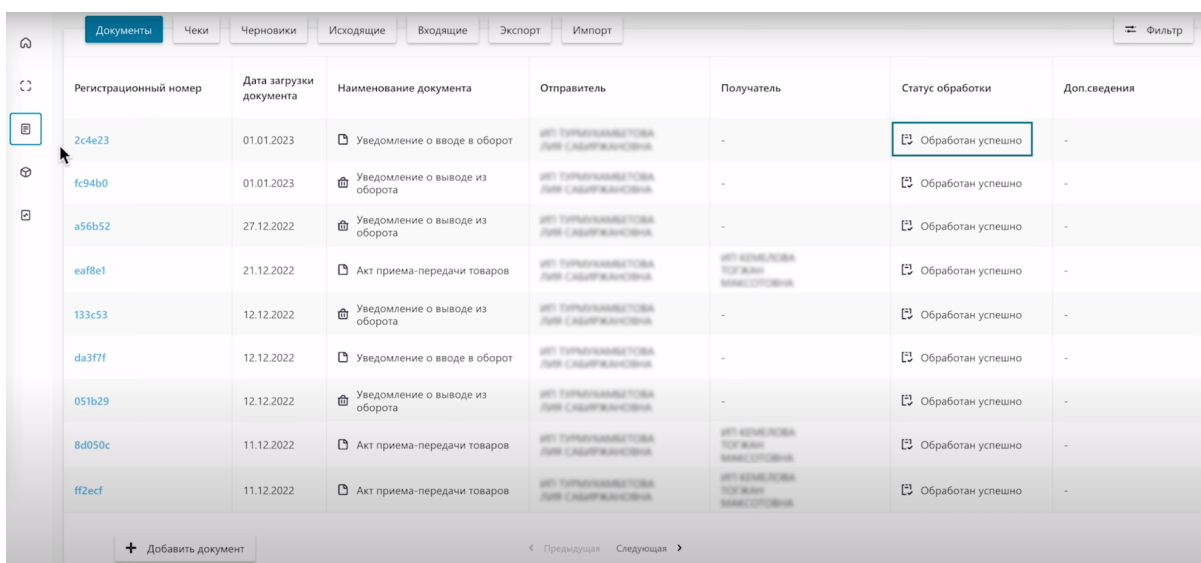 Документы Чеки Черновики Исходящие Входящие Экспорт Импорт Фильтр
Регистрационный номер Дата загрузки документа Наименование документа Отправитель Получатель Статус обработки Доп.сведения
2c4e23 01.01.2023 Уведомление о вводе в оборот - Обработан успешно -
fc94b0 01.01.2023 Уведомление о выводе из оборота - Обработан успешно -
a56b52 27.12.2022 Уведомление о выводе из оборота - Обработан успешно -
eaf8e1 21.12.2022 Акт приема-передачи товаров Обработан успешно -
133c53 12.12.2022 Уведомление о выводе из оборота - Обработан успешно -
da3f7f 12.12.2022 Уведомление о вводе в оборот - Обработан успешно -
051b29 12.12.2022 Уведомление о выводе из оборота - Обработан успешно -
8d050c 11.12.2022 Акт приема-передачи товаров Обработан успешно -
ff2ecf 11.12.2022 Акт приема-передачи товаров Обработан успешно -
+ Добавить документ < Предыдущая Следующая >